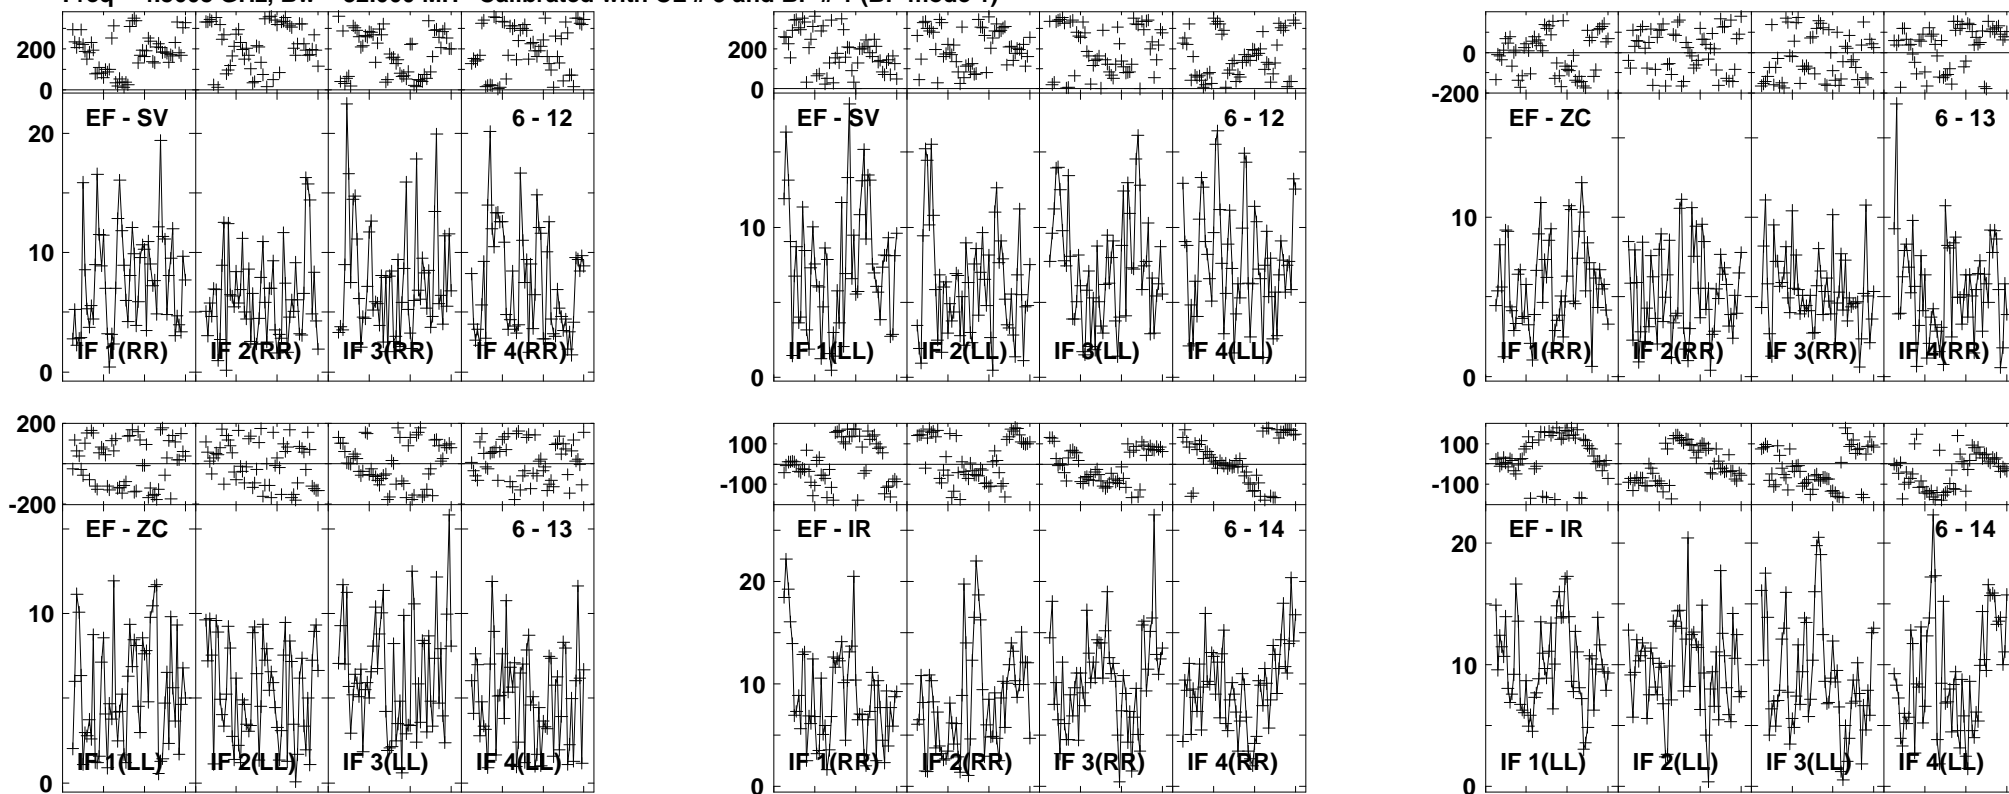 200
0
EF - SV 6 - 12
20
10
0
IF 1(RR) IF 2(RR) IF 3(RR) IF 4(RR)
200
0
EF - SV 6 - 12
10
0
IF 1(LL) IF 2(LL) IF 3(LL) IF 4(LL)
0
-200
EF - ZC 6 - 13
10
0
IF 1(RR) IF 2(RR) IF 3(RR) IF 4(RR)
200
-200
EF - ZC 6 - 13
10
0
IF 1(LL) IF 2(LL) IF 3(LL) IF 4(LL)
100
-100
EF - IR 6 - 14
20
10
0
IF 1(RR) IF 2(RR) IF 3(RR) IF 4(RR)
100
-100
EF - IR 6 - 14
20
10
0
IF 1(LL) IF 2(LL) IF 3(LL) IF 4(LL)